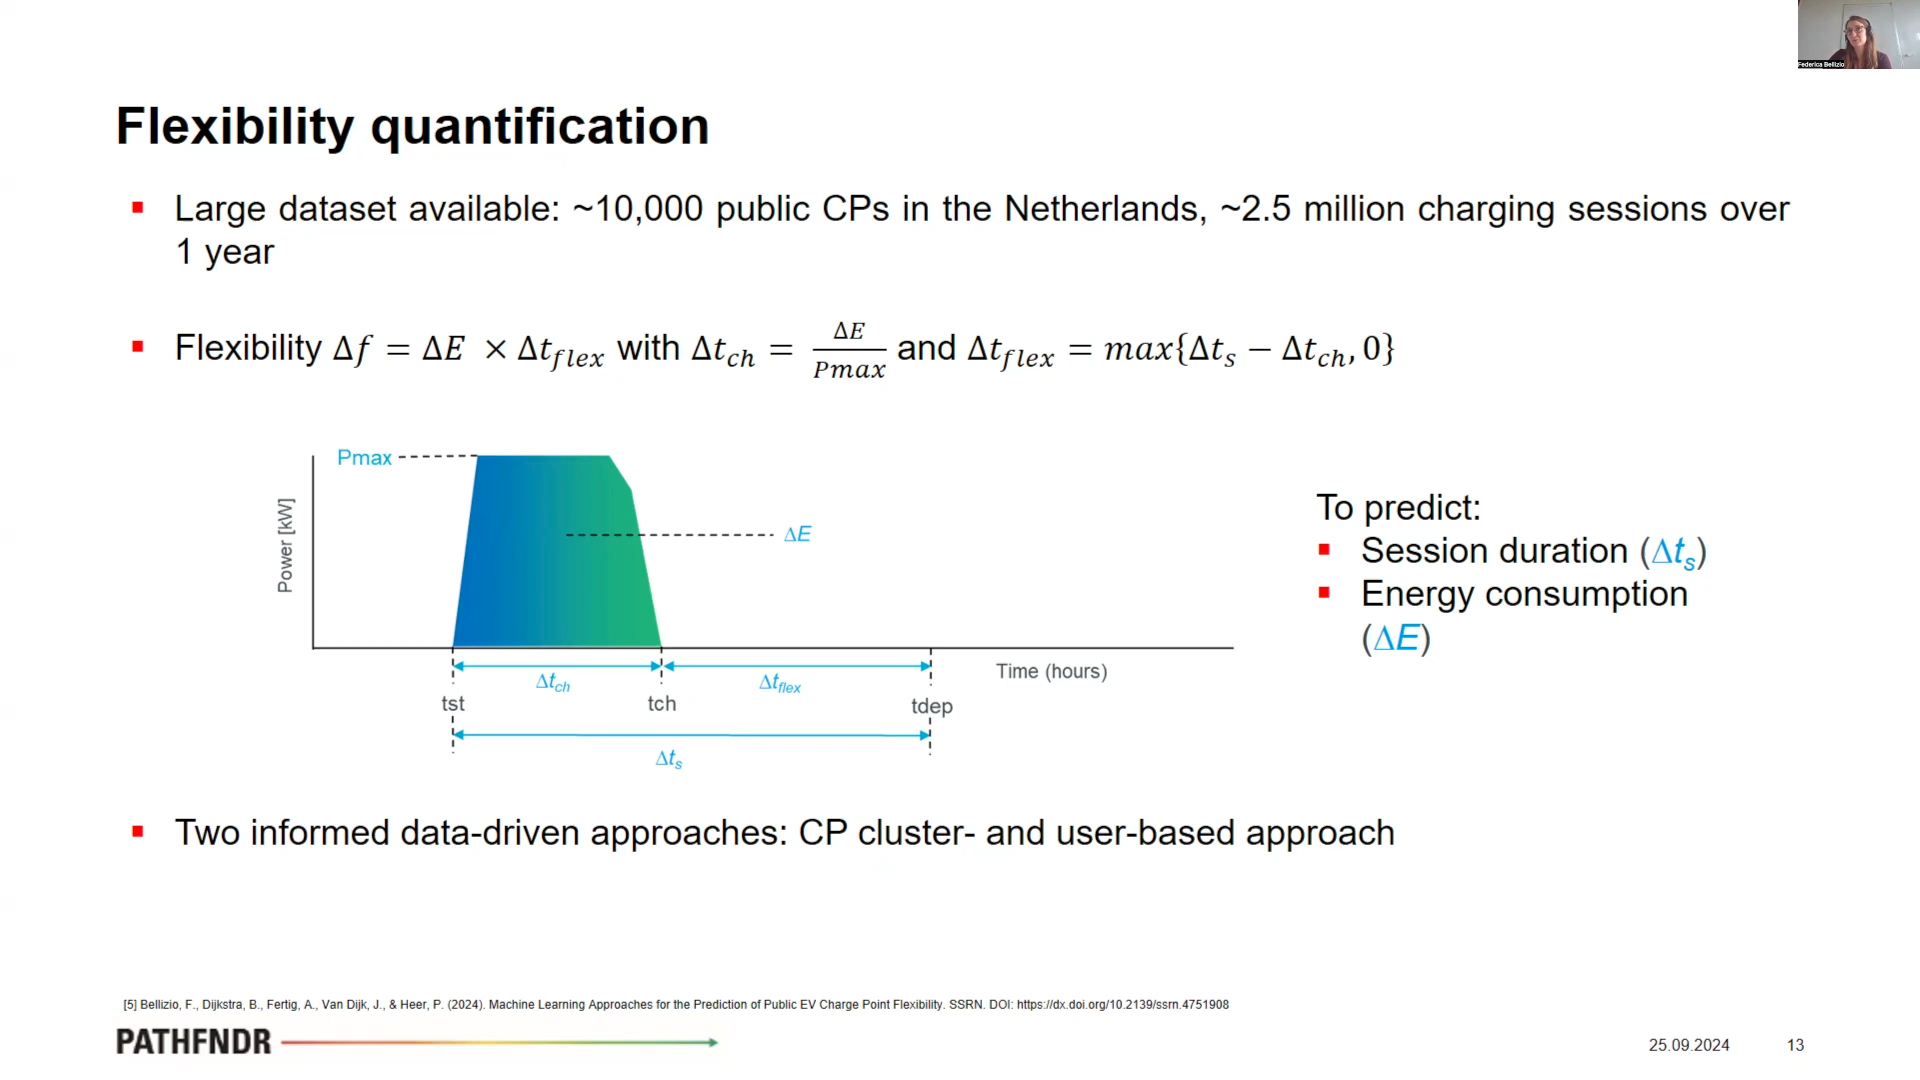 Federica Bellizio
Flexibility quantification
▪ Large dataset available: ~10,000 public CPs in the Netherlands, ~2.5 million charging sessions over
1 year
▪ Flexibility Δf = ΔE × Δt_flex with Δt_ch = ΔE/Pmax and Δt_flex = max{Δt_s − Δt_ch, 0}
Pmax
Power [kW]
ΔE
Δt_ch
Δt_flex
Time (hours)
tst
tch
tdep
Δt_s
To predict:
▪ Session duration (Δt_s)
▪ Energy consumption
(ΔE)
▪ Two informed data-driven approaches: CP cluster- and user-based approach
[5] Bellizio, F., Dijkstra, B., Fertig, A., Van Dijk, J., & Heer, P. (2024). Machine Learning Approaches for the Prediction of Public EV Charge Point Flexibility. SSRN. DOI: https://dx.doi.org/10.2139/ssrn.4751908
PATHFNDR
25.09.2024
13